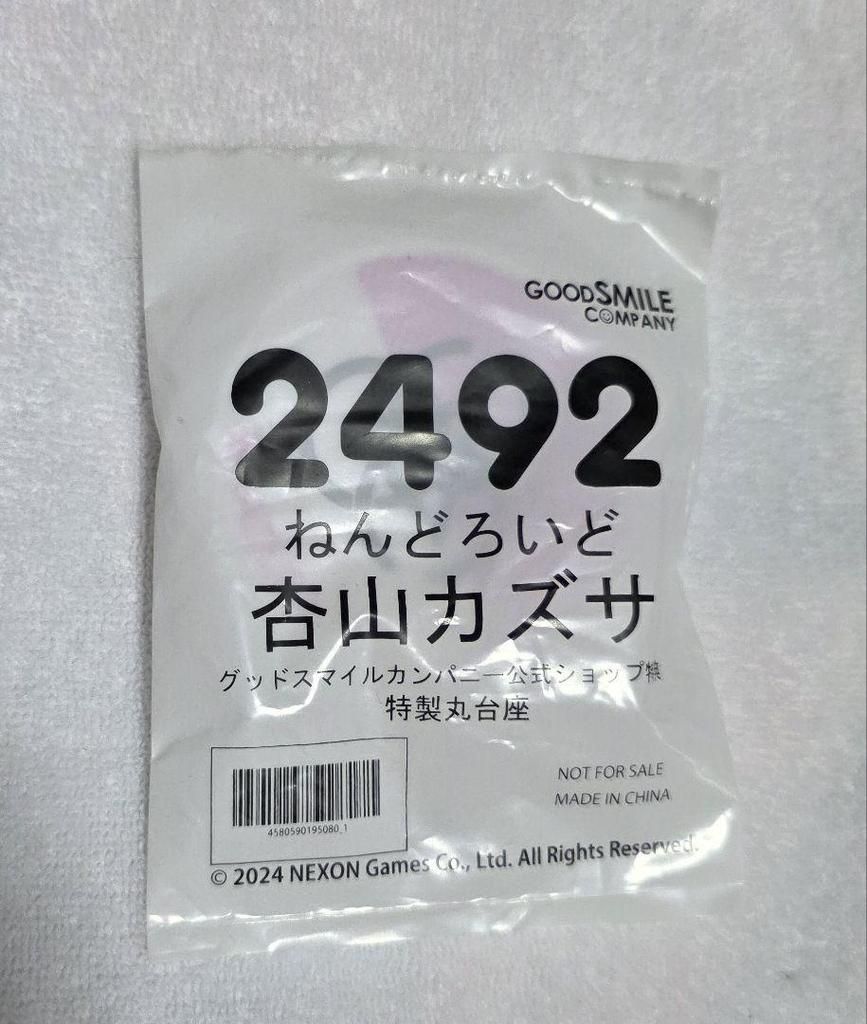 GOODSMILE
COMPANY
2492
ねんどろいど
杏山カズサ
グッドスマイルカンパニー公式ショップ
特製丸台座
4580590195080_1
NOT FOR SALE
MADE IN CHINA
© 2024 NEXON Games Co., Ltd. All Rights Reserved.